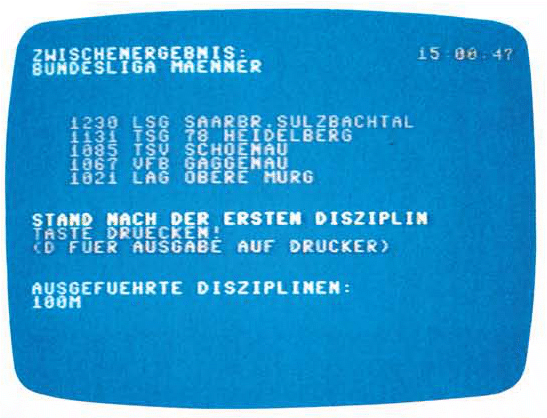 ZWISCHENERGEBNIS: 15:00:47
BUNDESLIGA MAENNER
1230 LSG SAARBR.SULZBACHTAL
1131 TSG 78 HEIDELBERG
1085 TSV SCHOENAU
1067 VFB GAGGENAU
1021 LAG OBERE MURG
STAND NACH DER ERSTEN DISZIPLIN
TASTE DRUECKEN!
(D FUER AUSGABE AUF DRUCKER)
AUSGEFUEHRTE DISZIPLINEN:
100M